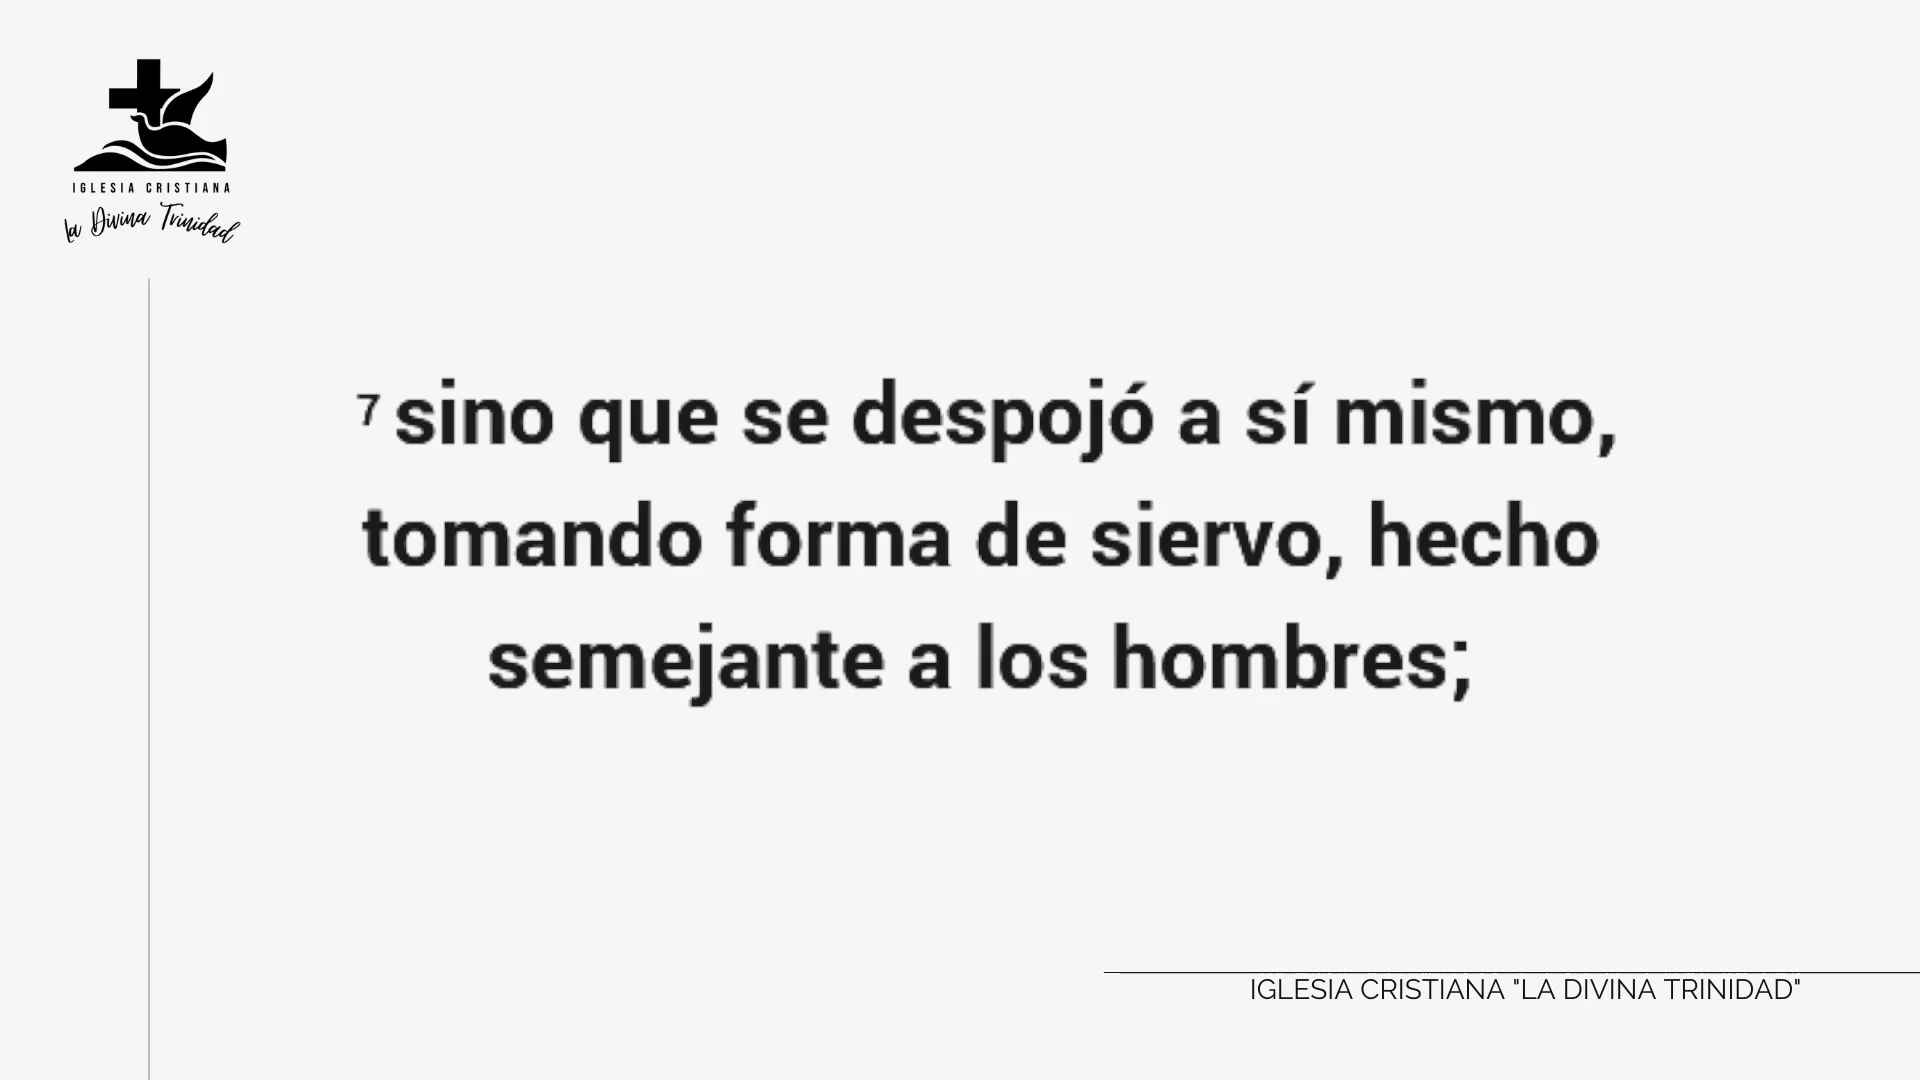 IGLESIA CRISTIANA
la Divina Trinidad
7 sino que se despojó a sí mismo,
tomando forma de siervo, hecho
semejante a los hombres;
IGLESIA CRISTIANA "LA DIVINA TRINIDAD"